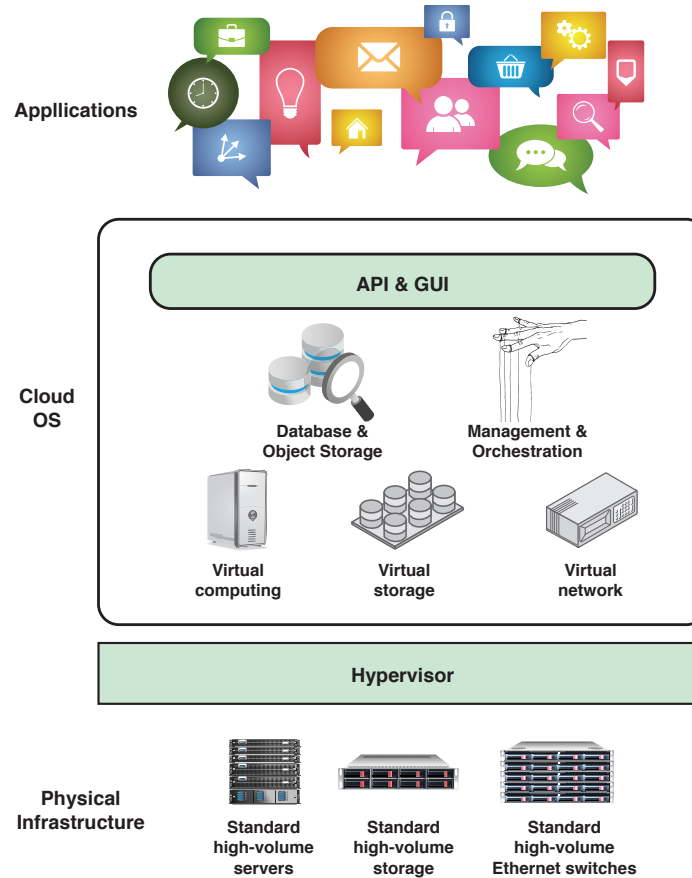 Appllications
API & GUI
Cloud
OS
Database &
Object Storage
Management &
Orchestration
Virtual
computing
Virtual
storage
Virtual
network
Hypervisor
Physical
Infrastructure
Standard
high-volume
servers
Standard
high-volume
storage
Standard
high-volume
Ethernet switches